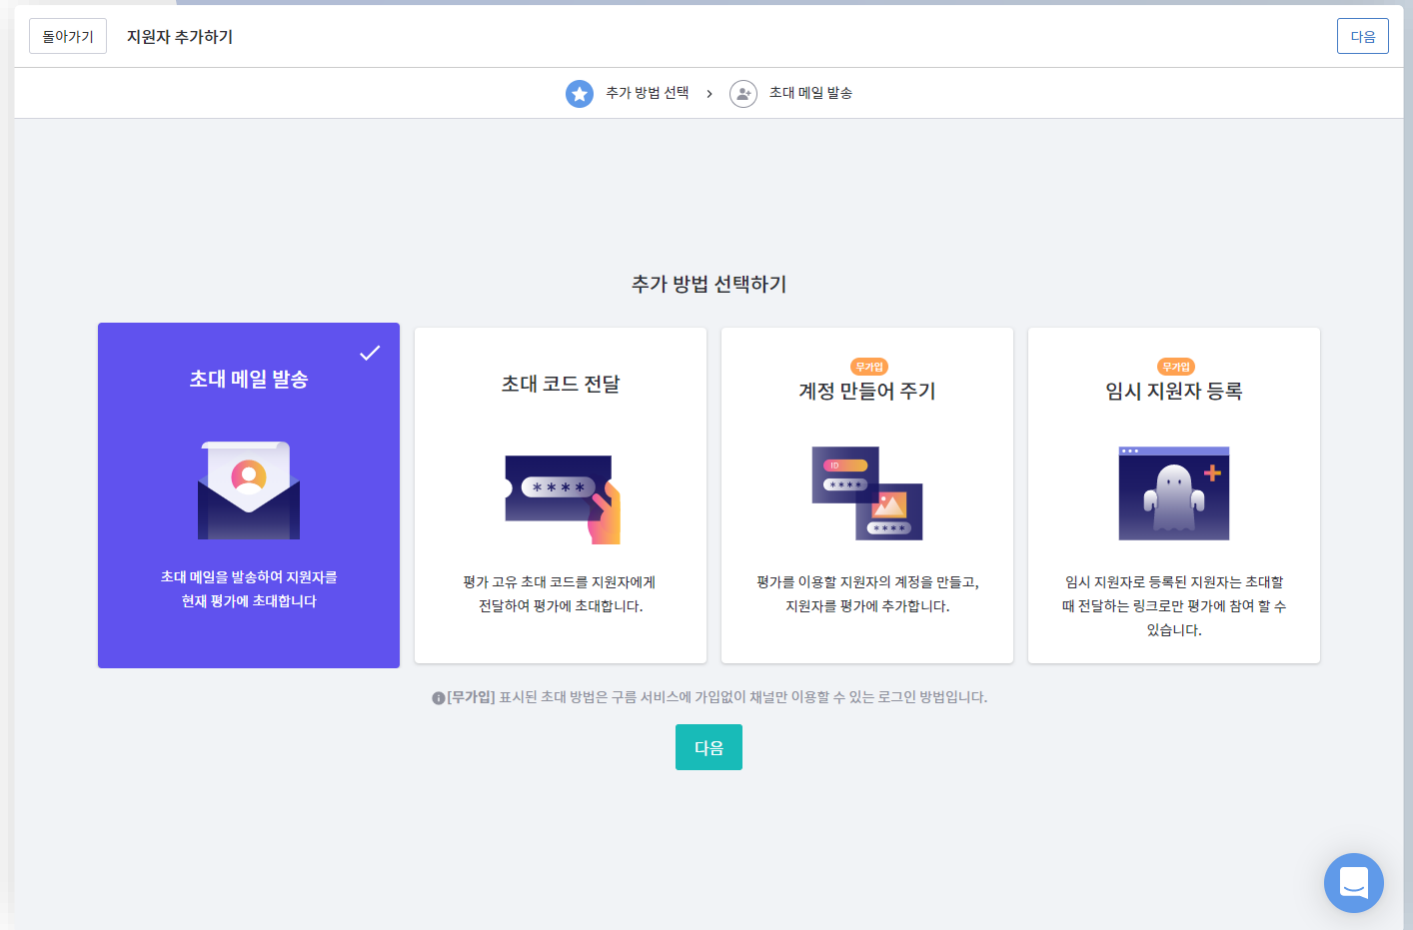 돌아가기
지원자 추가하기
다음
추가 방법 선택
초대 메일 발송
추가 방법 선택하기
초대 메일 발송
초대 메일을 발송하여 지원자를
현재 평가에 초대합니다
초대 코드 전달
****
평가 고유 초대 코드를 지원자에게
전달하여 평가에 초대합니다.
무가입
계정 만들어 주기
ID
****
****
평가를 이용할 지원자의 계정을 만들고,
지원자를 평가에 추가합니다.
무가입
임시 지원자 등록
임시 지원자로 등록된 지원자는 초대할
때 전달하는 링크로만 평가에 참여 할 수
있습니다.
[무가입] 표시된 초대 방법은 구름 서비스에 가입없이 채널만 이용할 수 있는 로그인 방법입니다.
다음